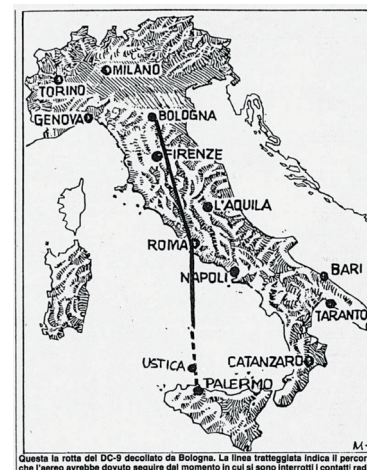 MILANO
TORINO
GENOVA
BOLOGNA
FIRENZE
L'AQUILA
ROMA
NAPOLI
BARI
TARANTO
USTICA
CATANZARO
PALERMO
M
Questa la rotta del DC-9 decollato da Bologna. La linea tratteggiata indica il percor
che l'aereo avrebbe dovuto seguire dal momento in cui si sono interrotti i contatti rad